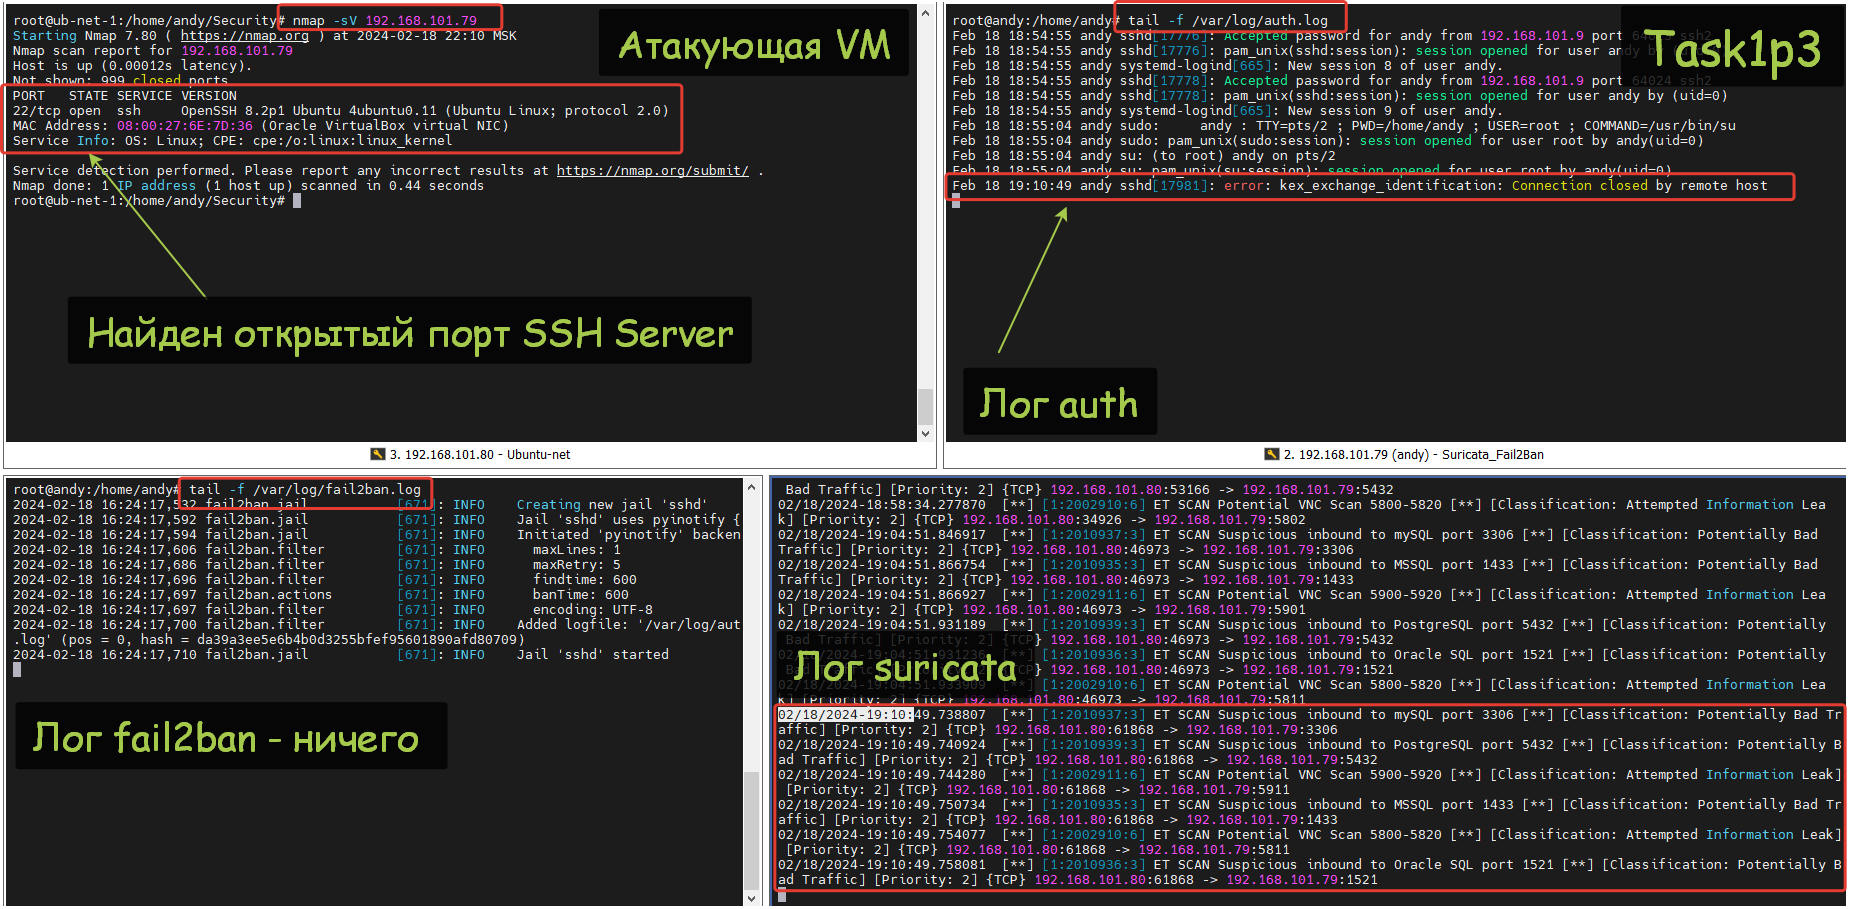 root@ub-net-1:/home/andy/Security# nmap -sV 192.168.101.79
Starting Nmap 7.80 ( https://nmap.org ) at 2024-02-18 22:10 MSK
Nmap scan report for 192.168.101.79
Host is up (0.00012s latency).
Not shown: 999 closed ports
PORT   STATE SERVICE VERSION
22/tcp open  ssh     OpenSSH 8.2p1 Ubuntu 4ubuntu0.11 (Ubuntu Linux; protocol 2.0)
MAC Address: 08:00:27:6E:7D:36 (Oracle VirtualBox virtual NIC)
Service Info: OS: Linux; CPE: cpe:/o:linux:linux_kernel
Service detection performed. Please report any incorrect results at https://nmap.org/submit/ .
Nmap done: 1 IP address (1 host up) scanned in 0.44 seconds
root@ub-net-1:/home/andy/Security#
Атакующая VM
Найден открытый порт SSH Server
3. 192.168.101.80 - Ubuntu-net
root@andy:/home/andy# tail -f /var/log/auth.log
Feb 18 18:54:55 andy sshd[17776]: Accepted password for andy from 192.168.101.9 port ssh2
Feb 18 18:54:55 andy sshd[17776]: pam_unix(sshd:session): session opened for user andy by
Feb 18 18:54:55 andy systemd-logind[665]: New session 8 of user andy.
Feb 18 18:54:55 andy sshd[17778]: Accepted password for andy from 192.168.101.9 port 64024 ssh2
Feb 18 18:54:55 andy sshd[17778]: pam_unix(sshd:session): session opened for user andy by (uid=0)
Feb 18 18:54:55 andy systemd-logind[665]: New session 9 of user andy.
Feb 18 18:55:04 andy sudo:     andy : TTY=pts/2 ; PWD=/home/andy ; USER=root ; COMMAND=/usr/bin/su
Feb 18 18:55:04 andy sudo: pam_unix(sudo:session): session opened for user root by andy(uid=0)
Feb 18 18:55:04 andy su: (to root) andy on pts/2
Feb 18 18:55:04 andy su: pam_unix(su:session): session opened for user root by andy(uid=0)
Feb 18 19:10:49 andy sshd[17981]: error: kex_exchange_identification: Connection closed by remote host
Task1p3
Лог auth
2. 192.168.101.79 (andy) - Suricata_Fail2Ban
root@andy:/home/andy# tail -f /var/log/fail2ban.log
2024-02-18 16:24:17,532 fail2ban.jail           [671]: INFO    Creating new jail 'sshd'
2024-02-18 16:24:17,592 fail2ban.jail           [671]: INFO    Jail 'sshd' uses pyinotify {
2024-02-18 16:24:17,594 fail2ban.jail           [671]: INFO    Initiated 'pyinotify' backen
2024-02-18 16:24:17,606 fail2ban.filter         [671]: INFO      maxLines: 1
2024-02-18 16:24:17,686 fail2ban.filter         [671]: INFO      maxRetry: 5
2024-02-18 16:24:17,696 fail2ban.filter         [671]: INFO      findtime: 600
2024-02-18 16:24:17,697 fail2ban.actions        [671]: INFO      banTime: 600
2024-02-18 16:24:17,697 fail2ban.filter         [671]: INFO      encoding: UTF-8
2024-02-18 16:24:17,700 fail2ban.filter         [671]: INFO    Added logfile: '/var/log/aut
.log' (pos = 0, hash = da39a3ee5e6b4b0d3255bfef95601890afd80709)
2024-02-18 16:24:17,710 fail2ban.jail           [671]: INFO    Jail 'sshd' started
Лог fail2ban - ничего
Bad Traffic] [Priority: 2] {TCP} 192.168.101.80:53166 -> 192.168.101.79:5432
02/18/2024-18:58:34.277870  [**] [1:2002910:6] ET SCAN Potential VNC Scan 5800-5820 [**] [Classification: Attempted Information Lea
k] [Priority: 2] {TCP} 192.168.101.80:34926 -> 192.168.101.79:5802
02/18/2024-19:04:51.846917  [**] [1:2010937:3] ET SCAN Suspicious inbound to mySQL port 3306 [**] [Classification: Potentially Bad
Traffic] [Priority: 2] {TCP} 192.168.101.80:46973 -> 192.168.101.79:3306
02/18/2024-19:04:51.866754  [**] [1:2010935:3] ET SCAN Suspicious inbound to MSSQL port 1433 [**] [Classification: Potentially Bad
Traffic] [Priority: 2] {TCP} 192.168.101.80:46973 -> 192.168.101.79:1433
02/18/2024-19:04:51.866927  [**] [1:2002911:6] ET SCAN Potential VNC Scan 5900-5920 [**] [Classification: Attempted Information Lea
k] [Priority: 2] {TCP} 192.168.101.80:46973 -> 192.168.101.79:5901
02/18/2024-19:04:51.931189  [**] [1:2010939:3] ET SCAN Suspicious inbound to PostgreSQL port 5432 [**] [Classification: Potentially
Bad Traffic] [Priority: 2] {TCP} 192.168.101.80:46973 -> 192.168.101.79:5432
02/18/2024-19:04:51.931236 [**] [1:2010936:3] ET SCAN Suspicious inbound to Oracle SQL port 1521 [**] [Classification: Potentially
Bad Traffic] [Priority: 2] {TCP} 192.168.101.80:46973 -> 192.168.101.79:1521
02/18/2024-19:04:51.933909  [**] [1:2002910:6] ET SCAN Potential VNC Scan 5800-5820 [**] [Classification: Attempted Information Lea
k] [Priority: 2] {TCP} 192.168.101.80:46973 -> 192.168.101.79:5811
Лог suricata
02/18/2024-19:10:49.738807  [**] [1:2010937:3] ET SCAN Suspicious inbound to mySQL port 3306 [**] [Classification: Potentially Bad Tr
affic] [Priority: 2] {TCP} 192.168.101.80:61868 -> 192.168.101.79:3306
02/18/2024-19:10:49.740924  [**] [1:2010939:3] ET SCAN Suspicious inbound to PostgreSQL port 5432 [**] [Classification: Potentially B
ad Traffic] [Priority: 2] {TCP} 192.168.101.80:61868 -> 192.168.101.79:5432
02/18/2024-19:10:49.744280  [**] [1:2002911:6] ET SCAN Potential VNC Scan 5900-5920 [**] [Classification: Attempted Information Leak]
[Priority: 2] {TCP} 192.168.101.80:61868 -> 192.168.101.79:5911
02/18/2024-19:10:49.750734  [**] [1:2010935:3] ET SCAN Suspicious inbound to MSSQL port 1433 [**] [Classification: Potentially Bad Tr
affic] [Priority: 2] {TCP} 192.168.101.80:61868 -> 192.168.101.79:1433
02/18/2024-19:10:49.754077  [**] [1:2002910:6] ET SCAN Potential VNC Scan 5800-5820 [**] [Classification: Attempted Information Leak]
[Priority: 2] {TCP} 192.168.101.80:61868 -> 192.168.101.79:5811
02/18/2024-19:10:49.758081  [**] [1:2010936:3] ET SCAN Suspicious inbound to Oracle SQL port 1521 [**] [Classification: Potentially B
ad Traffic] [Priority: 2] {TCP} 192.168.101.80:61868 -> 192.168.101.79:1521